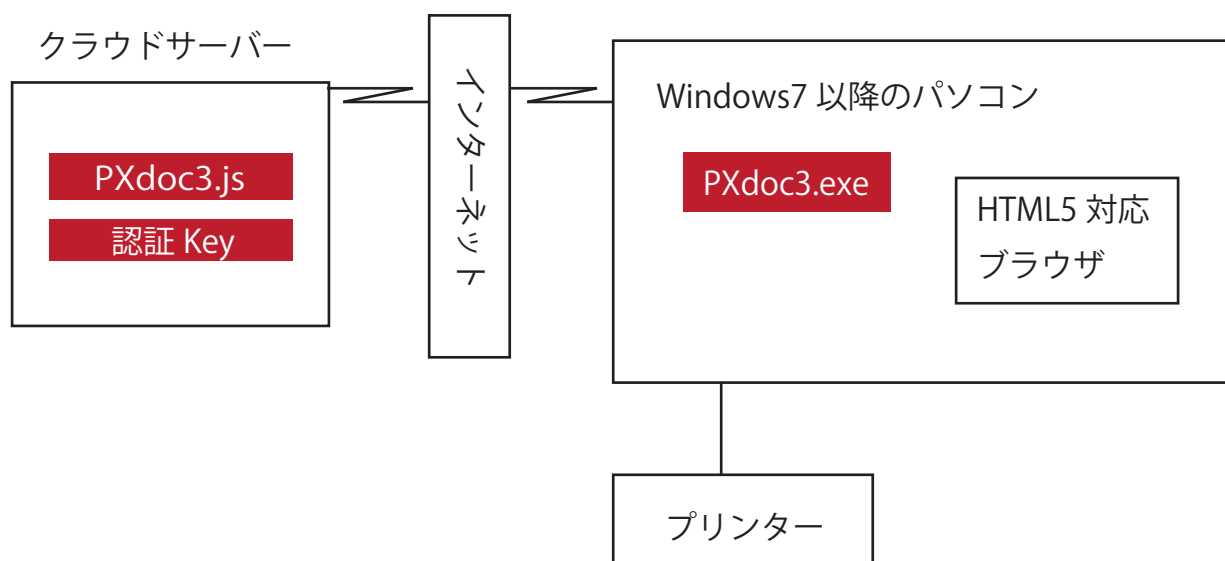 クラウドサーバー
PXdoc3.js
認証 Key
インターネット
Windows7 以降のパソコン
PXdoc3.exe
HTML5 対応
ブラウザ
プリンター